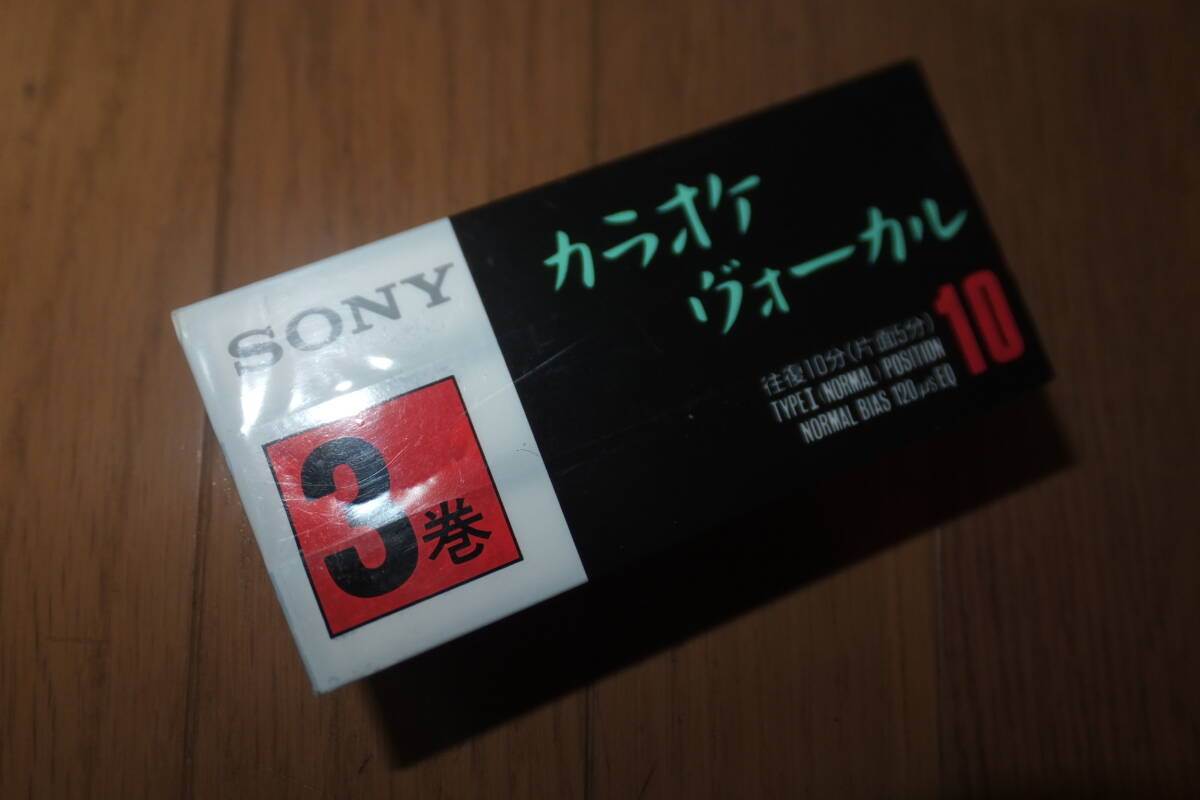 SONY
3巻
カラオケ
ヴォーカル
10
往復10分(片面5分)
TYPE I (NORMAL) POSITION
NORMAL BIAS 120μs EQ